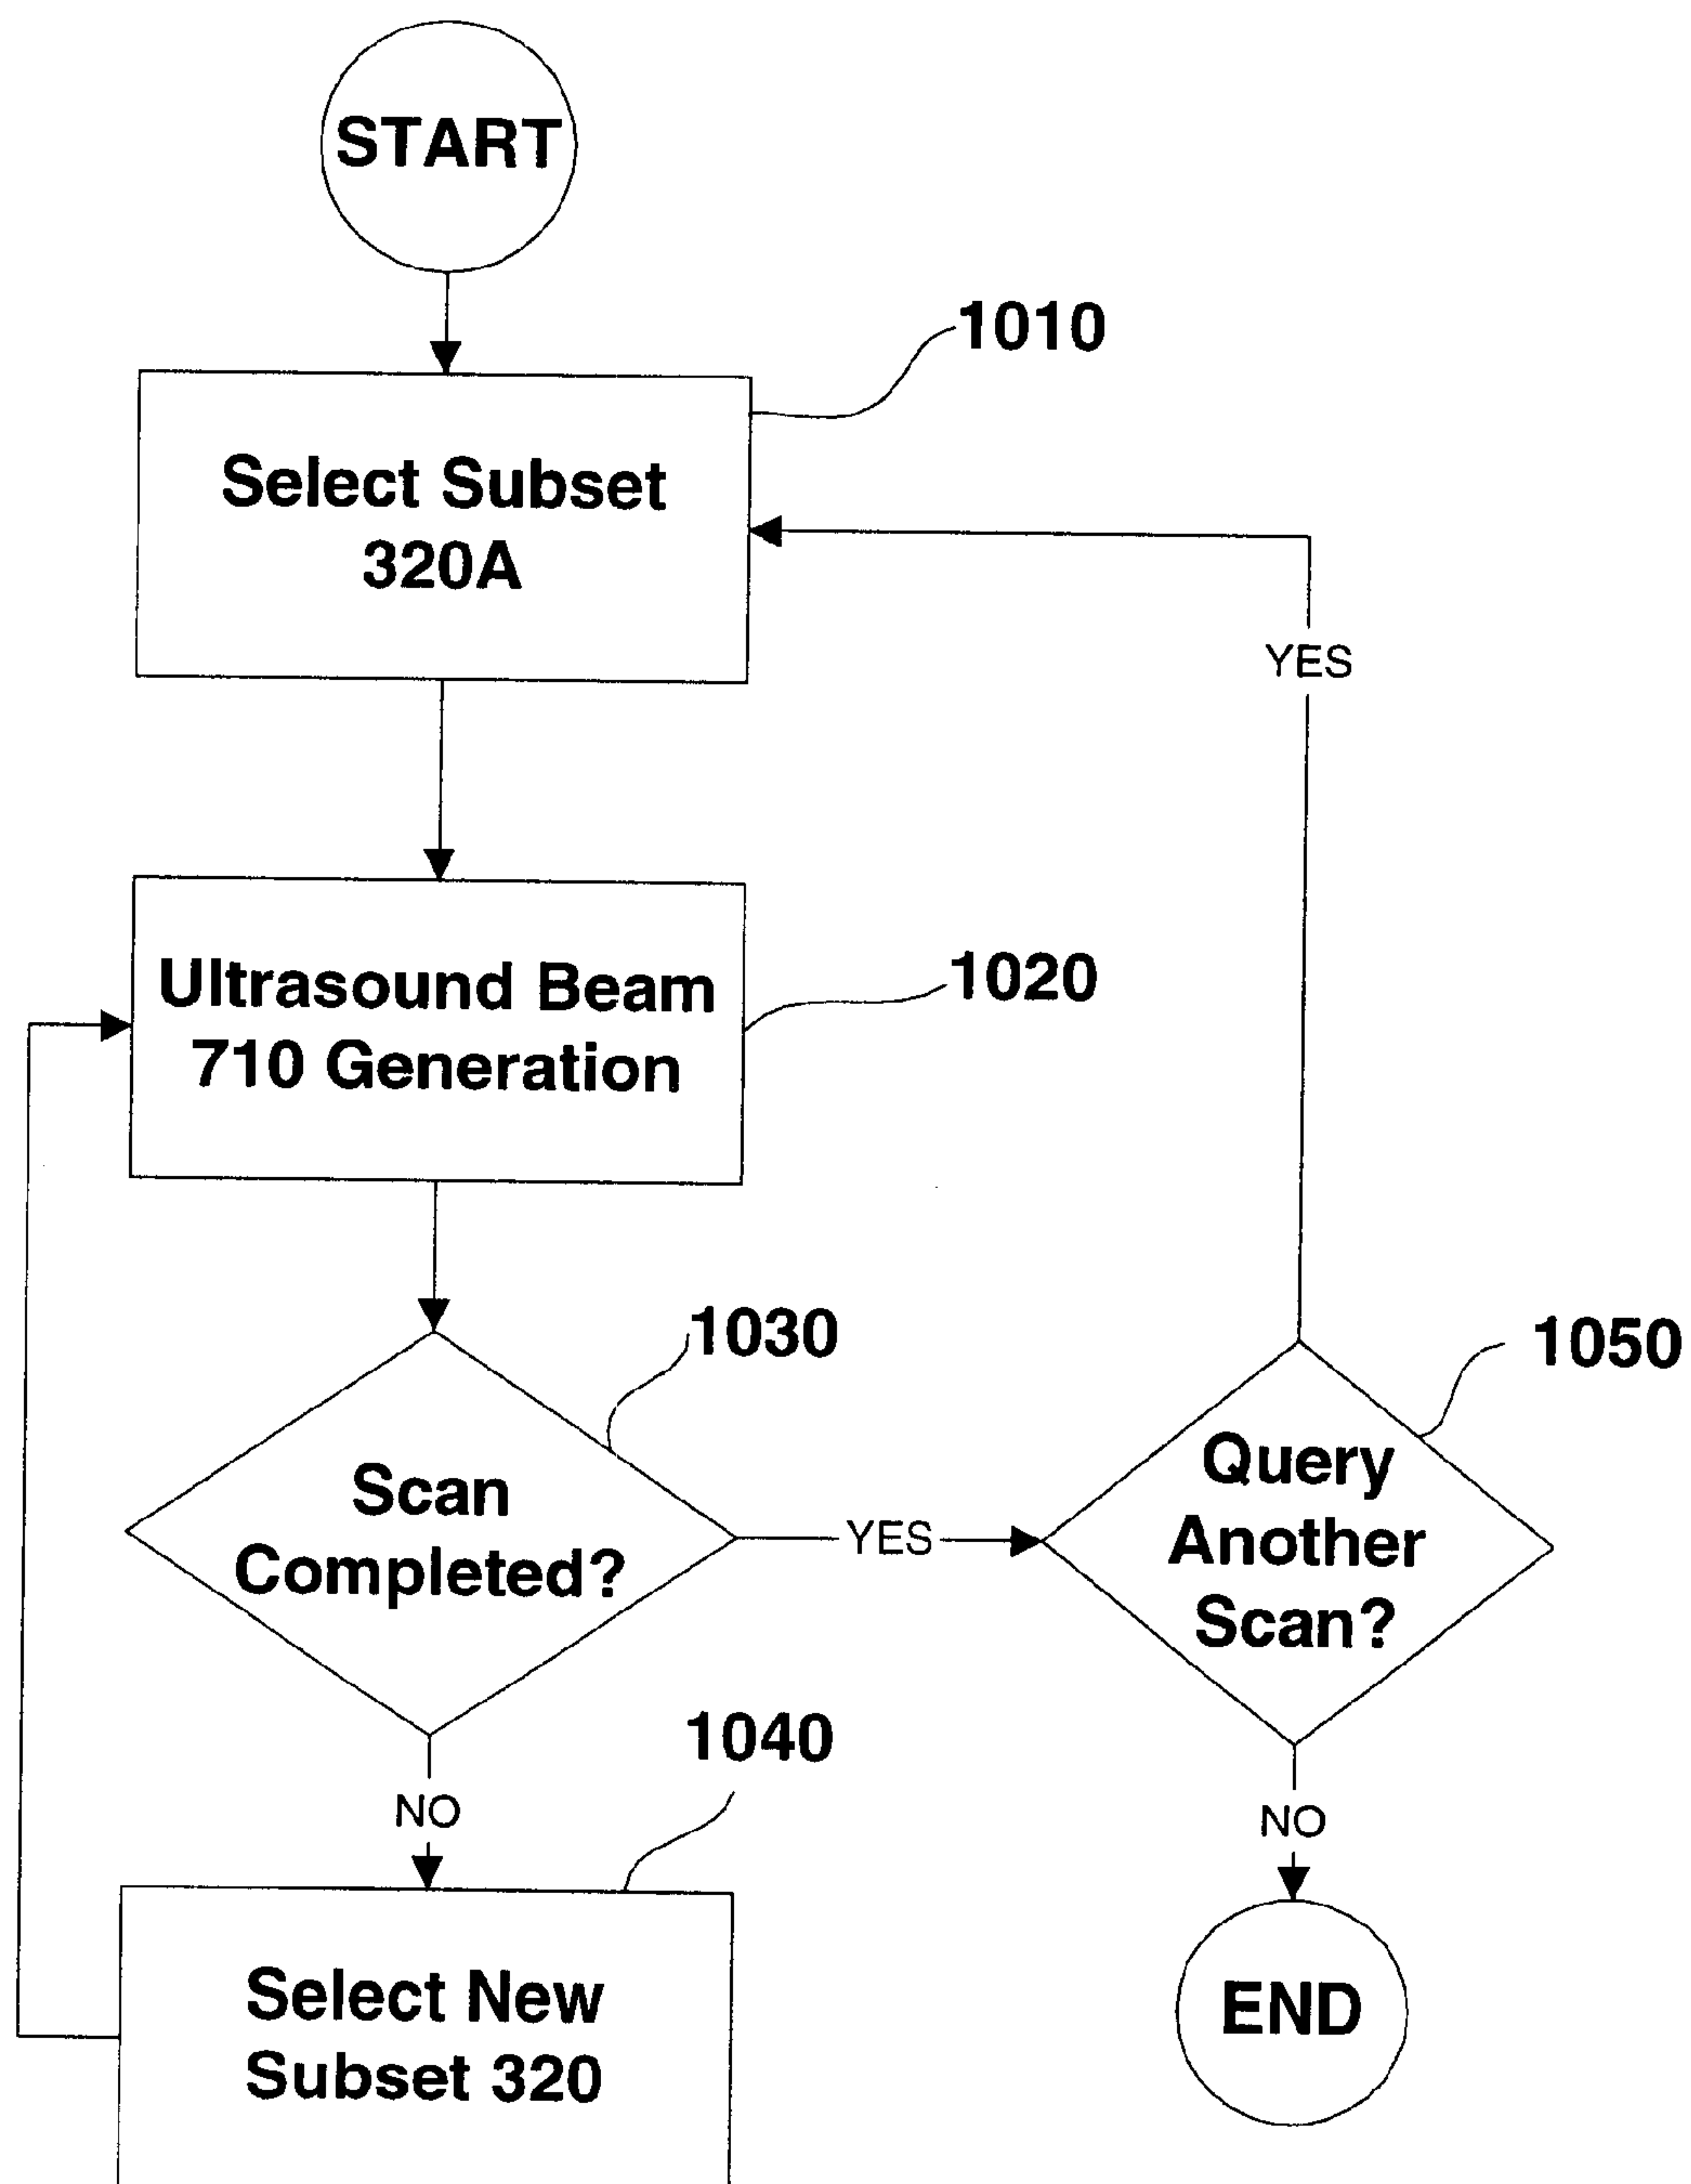 START
1010
Select Subset
320A
YES
Ultrasound Beam
710 Generation
1020
1030
Scan
Completed?
YES
1050
Query
Another
Scan?
NO
1040
Select New
Subset 320
NO
END